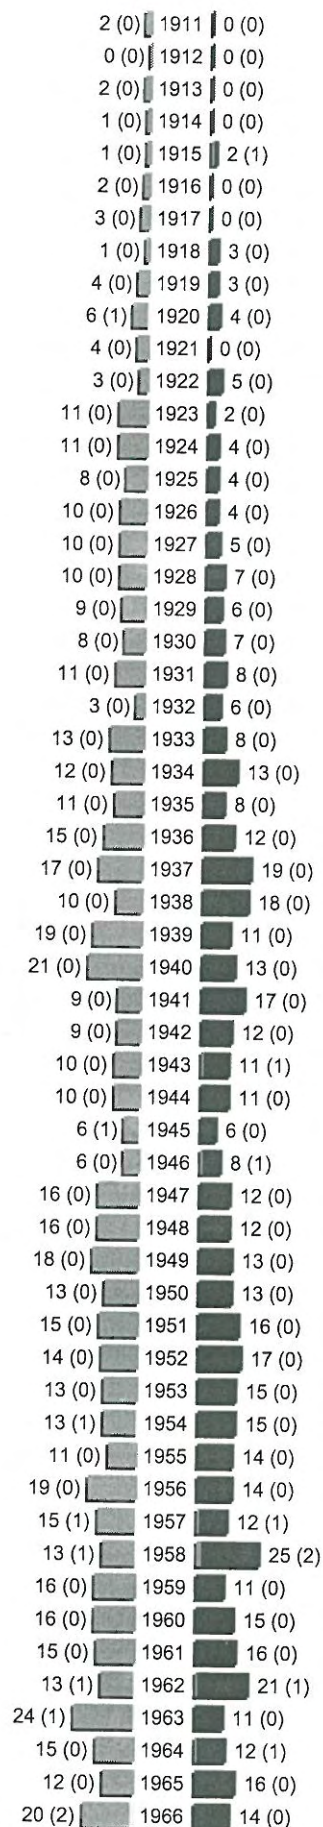 2 (0) 1911 0 (0)
0 (0) 1912 0 (0)
2 (0) 1913 0 (0)
1 (0) 1914 0 (0)
1 (0) 1915 2 (1)
2 (0) 1916 0 (0)
3 (0) 1917 0 (0)
1 (0) 1918 3 (0)
4 (0) 1919 3 (0)
6 (1) 1920 4 (0)
4 (0) 1921 0 (0)
3 (0) 1922 5 (0)
11 (0) 1923 2 (0)
11 (0) 1924 4 (0)
8 (0) 1925 4 (0)
10 (0) 1926 4 (0)
10 (0) 1927 5 (0)
10 (0) 1928 7 (0)
9 (0) 1929 6 (0)
8 (0) 1930 7 (0)
11 (0) 1931 8 (0)
3 (0) 1932 6 (0)
13 (0) 1933 8 (0)
12 (0) 1934 13 (0)
11 (0) 1935 8 (0)
15 (0) 1936 12 (0)
17 (0) 1937 19 (0)
10 (0) 1938 18 (0)
19 (0) 1939 11 (0)
21 (0) 1940 13 (0)
9 (0) 1941 17 (0)
9 (0) 1942 12 (0)
10 (0) 1943 11 (1)
10 (0) 1944 11 (0)
6 (1) 1945 6 (0)
6 (0) 1946 8 (1)
16 (0) 1947 12 (0)
16 (0) 1948 12 (0)
18 (0) 1949 13 (0)
13 (0) 1950 13 (0)
15 (0) 1951 16 (0)
14 (0) 1952 17 (0)
13 (0) 1953 15 (0)
13 (1) 1954 15 (0)
11 (0) 1955 14 (0)
19 (0) 1956 14 (0)
15 (1) 1957 12 (1)
13 (1) 1958 25 (2)
16 (0) 1959 11 (0)
16 (0) 1960 15 (0)
15 (0) 1961 16 (0)
13 (1) 1962 21 (1)
24 (1) 1963 11 (0)
15 (0) 1964 12 (1)
12 (0) 1965 16 (0)
20 (2) 1966 14 (0)